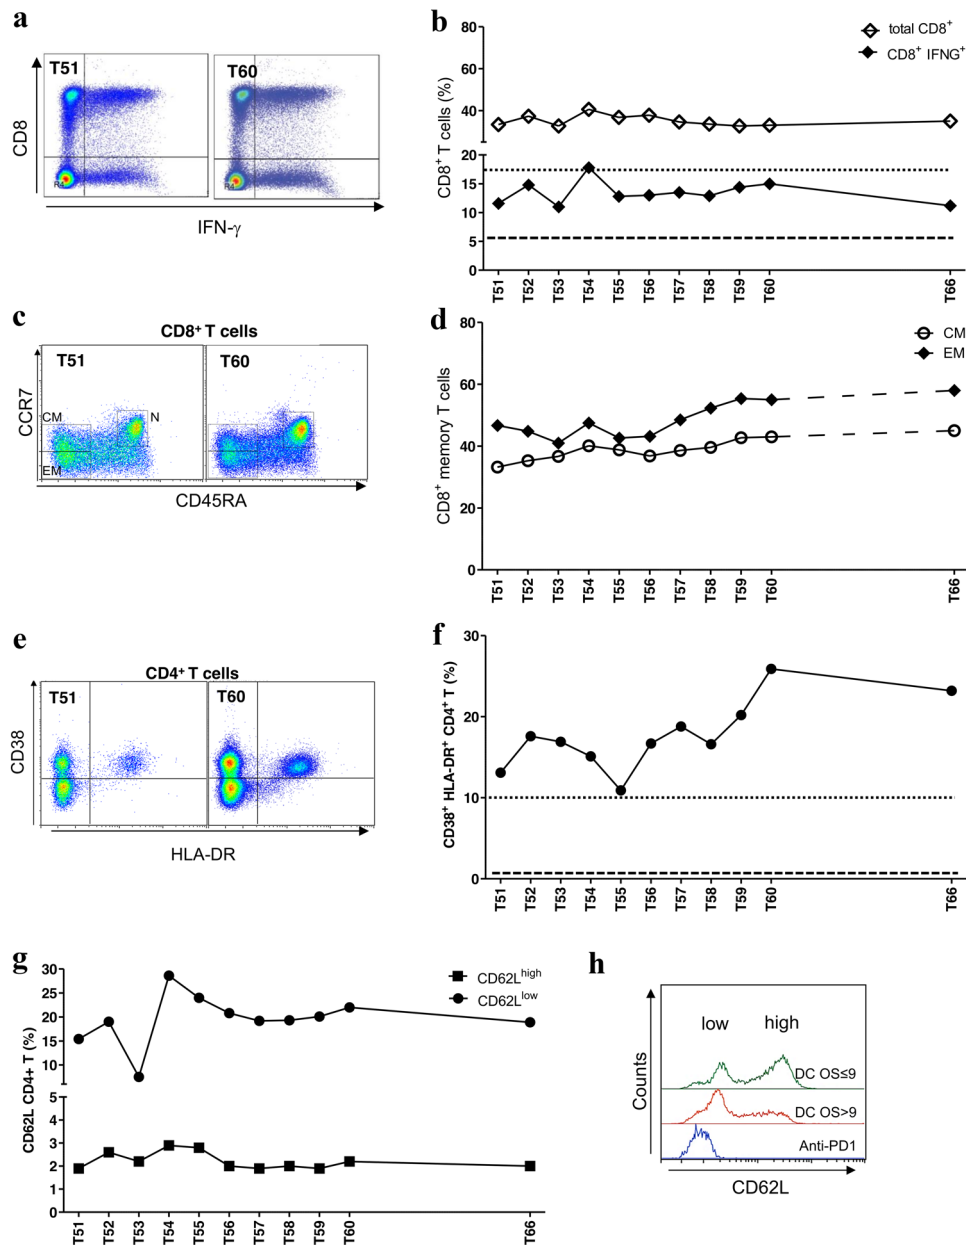 a
T51
T60
CD8
R4
IFN-γ
b
total CD8⁺
CD8⁺ IFNG⁺
CD8⁺ T cells (%)
80
60
40
20
15
10
5
0
T51
T52
T53
T54
T55
T56
T57
T58
T59
T60
T66
c
CD8⁺ T cells
T51
T60
CCR7
CM
N
EM
CD45RA
d
CM
EM
CD8⁺ memory T cells
80
60
40
20
0
T51
T52
T53
T54
T55
T56
T57
T58
T59
T60
T66
e
CD4⁺ T cells
T51
T60
CD38
HLA-DR
f
CD38⁺ HLA-DR⁺ CD4⁺ T (%)
30
20
10
0
T51
T52
T53
T54
T55
T56
T57
T58
T59
T60
T66
g
CD62Lʰⁱᵍʰ
CD62Lˡᵒʷ
CD62L CD4+ T (%)
30
25
20
15
10
5
4
3
2
1
0
T51
T52
T53
T54
T55
T56
T57
T58
T59
T60
T66
h
low high
DC OS≤9
DC OS>9
Anti-PD1
Counts
CD62L